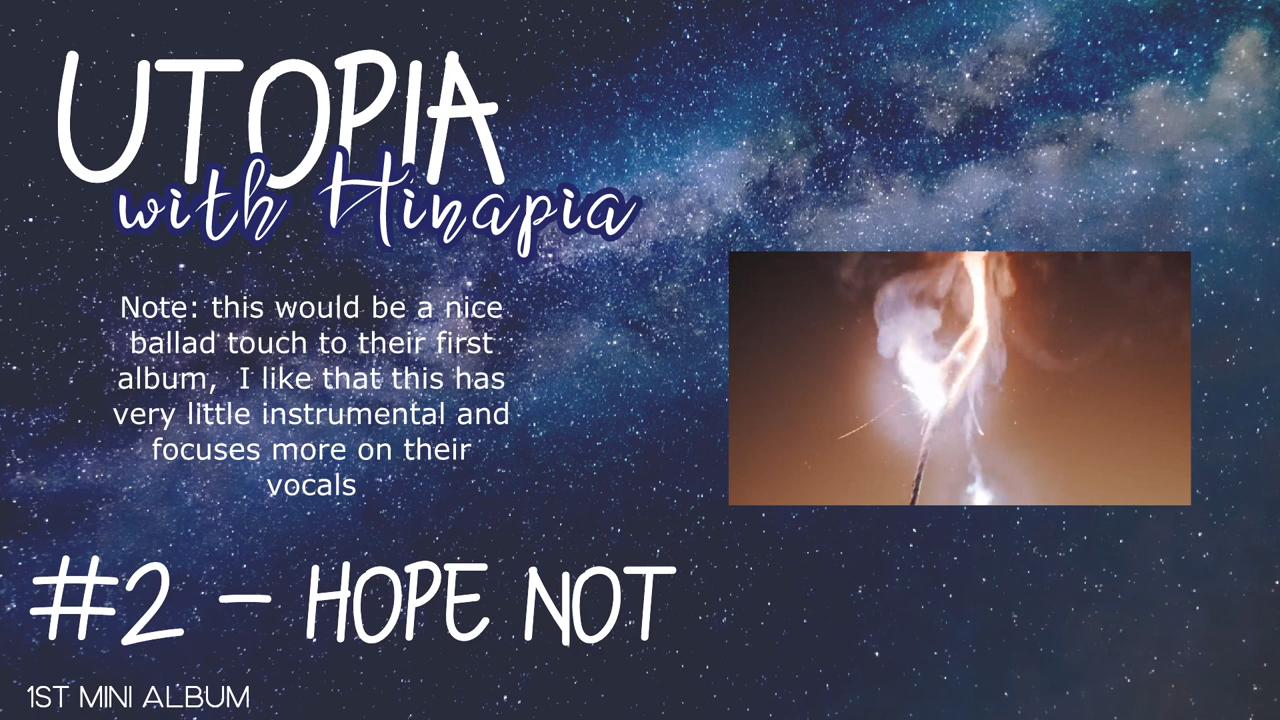 UTOPIA
with Hinapia
Note: this would be a nice
ballad touch to their first
album,  I like that this has
very little instrumental and
focuses more on their
vocals
#2 - HOPE NOT
1ST MINI ALBUM